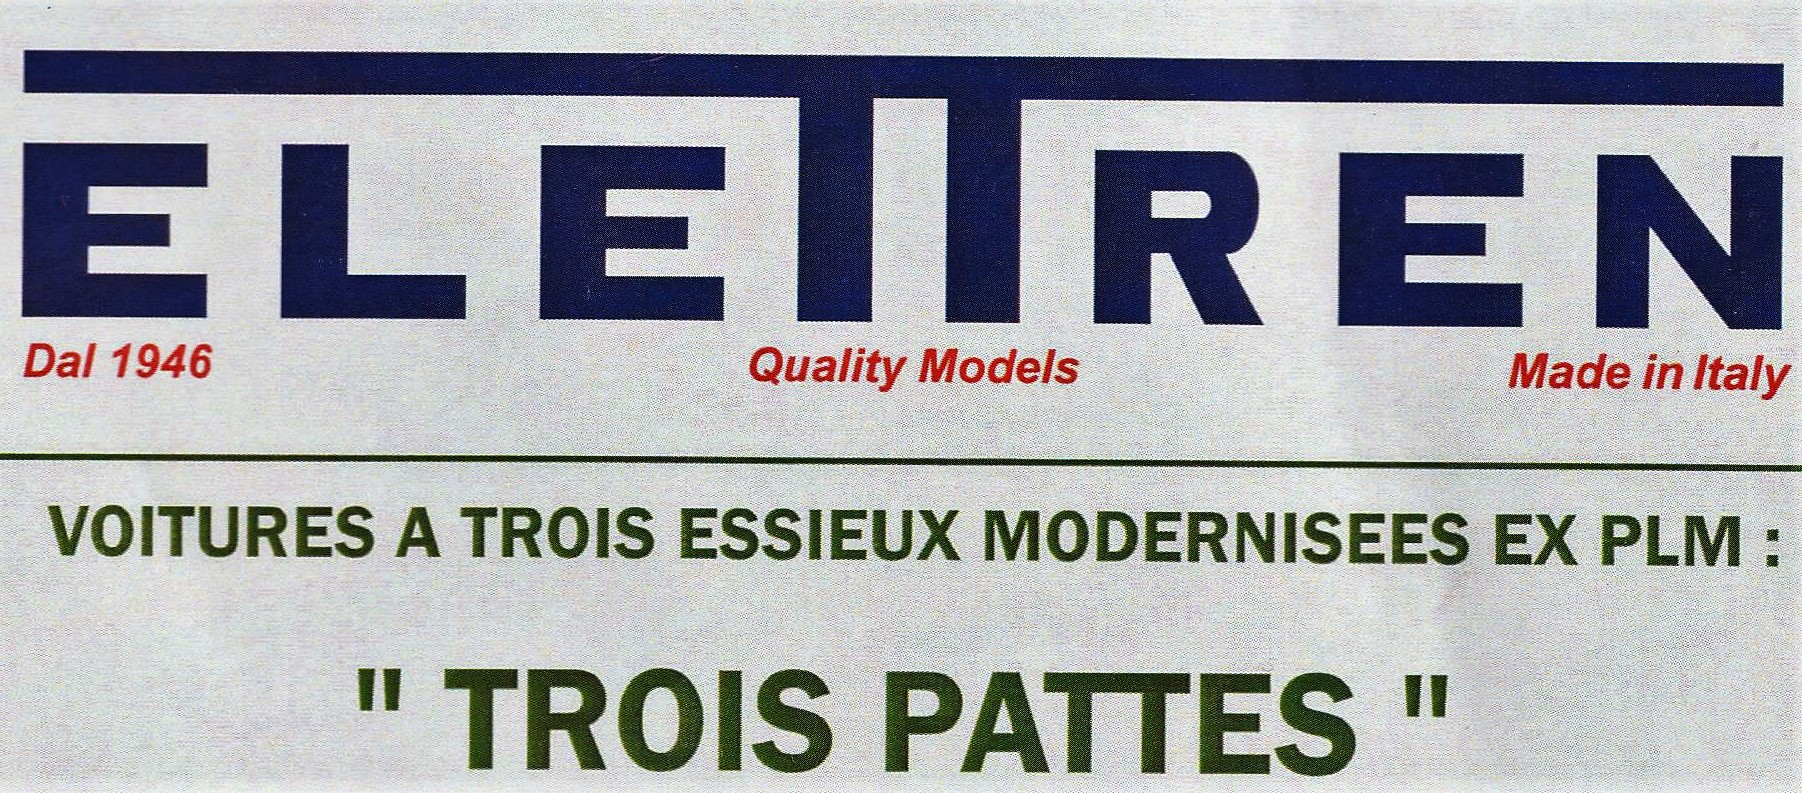 ELETTREN
Dal 1946 Quality Models Made in Italy
VOITURES A TROIS ESSIEUX MODERNISEES EX PLM :
" TROIS PATTES "